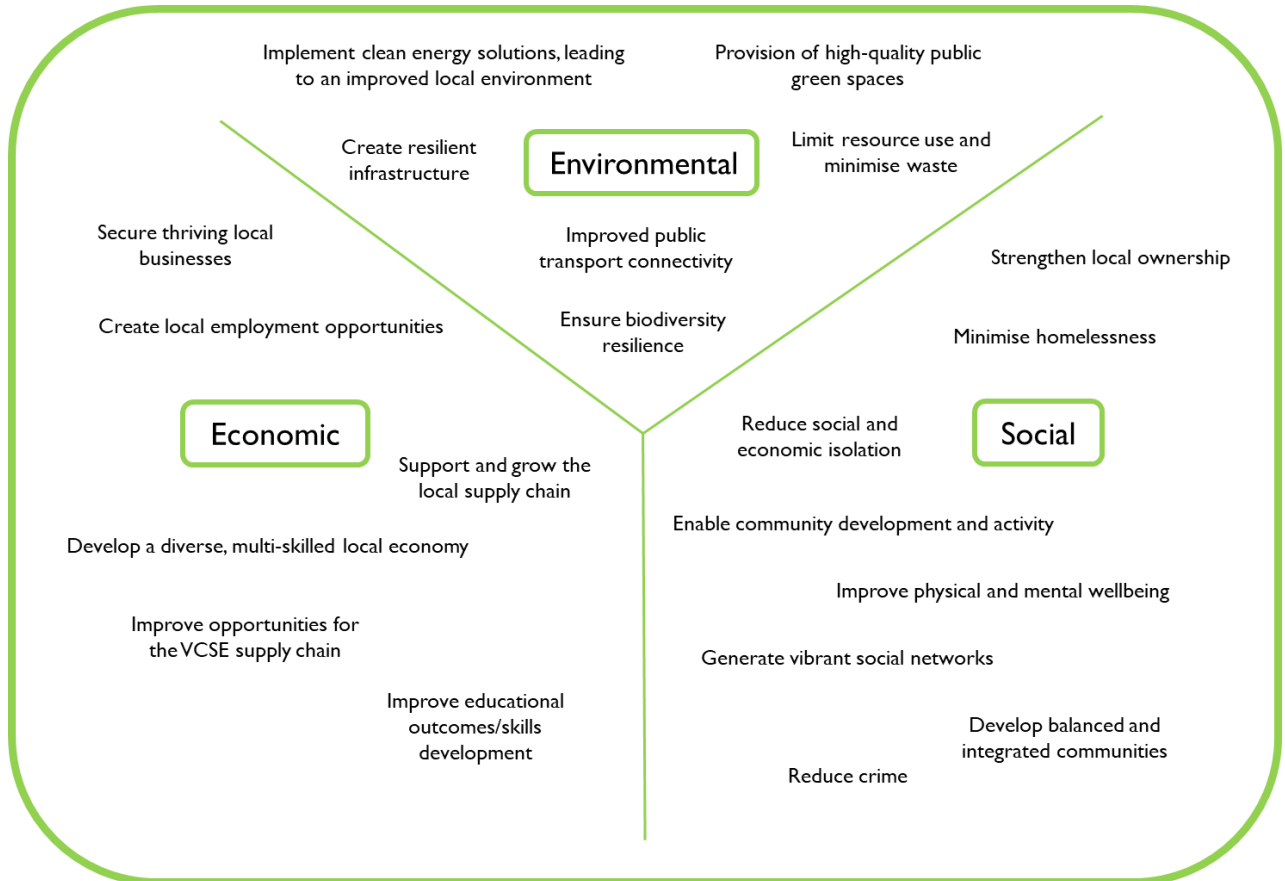 Implement clean energy solutions, leading
to an improved local environment
Provision of high-quality public
green spaces
Create resilient
infrastructure
Environmental
Limit resource use and
minimise waste
Improved public
transport connectivity
Ensure biodiversity
resilience
Secure thriving local
businesses
Create local employment opportunities
Economic
Support and grow the
local supply chain
Develop a diverse, multi-skilled local economy
Improve opportunities for
the VCSE supply chain
Improve educational
outcomes/skills
development
Strengthen local ownership
Minimise homelessness
Reduce social and
economic isolation
Social
Enable community development and activity
Improve physical and mental wellbeing
Generate vibrant social networks
Develop balanced and
integrated communities
Reduce crime